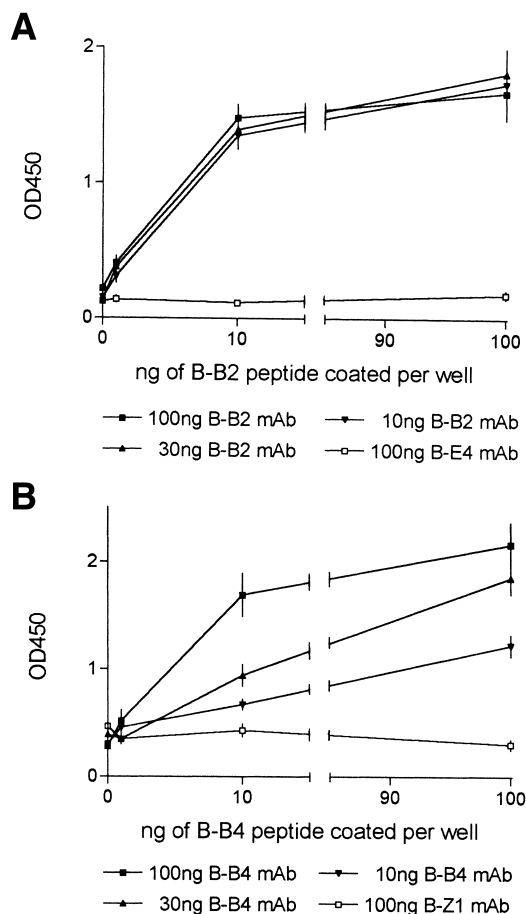 A
2
1
0
OD450
0 10 90 100
ng of B-B2 peptide coated per well
100ng B-B2 mAb 10ng B-B2 mAb
30ng B-B2 mAb 100ng B-E4 mAb
B
2
1
0
OD450
0 10 90 100
ng of B-B4 peptide coated per well
100ng B-B4 mAb 10ng B-B4 mAb
30ng B-B4 mAb 100ng B-Z1 mAb